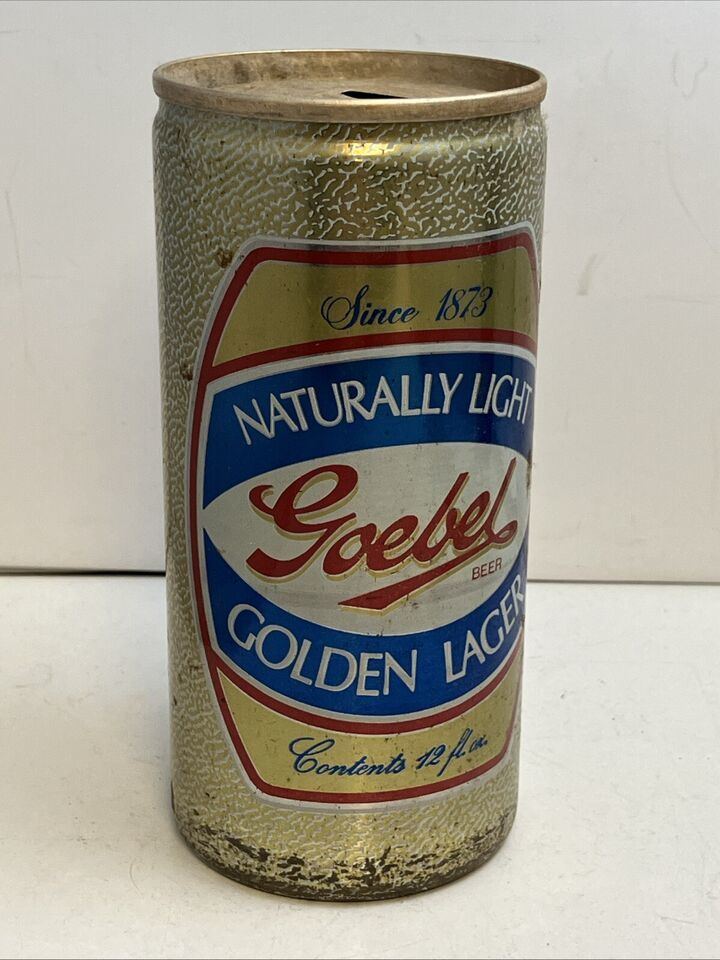 Since 1873
NATURALLY LIGHT
Goebel
BEER
GOLDEN LAGER
Contents 12 fl. oz.